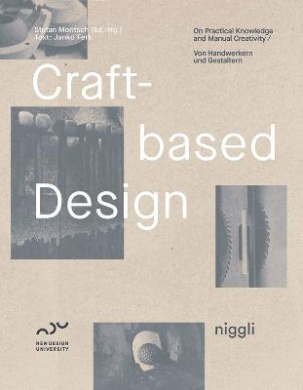 Stefan Moritsch (Ed./Hg.)
Text: Janko Ferk
On Practical Knowledge
and Manual Creativity /
Von Handwerkern
und Gestaltern
Craft-
based
Design
NEW DESIGN
UNIVERSITY
niggli